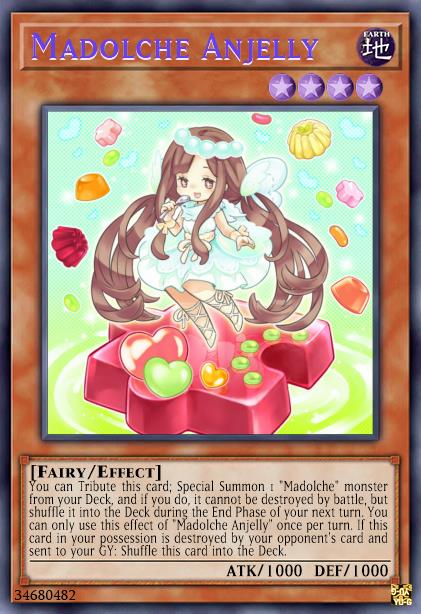 MADOLCHE ANJELLY
EARTH
地
[FAIRY/EFFECT]
You can Tribute this card; Special Summon 1 "Madolche" monster
from your Deck, and if you do, it cannot be destroyed by battle, but
shuffle it into the Deck during the End Phase of your next turn. You
can only use this effect of "Madolche Anjelly" once per turn. If this
card in your possession is destroyed by your opponent's card and
sent to your GY: Shuffle this card into the Deck.
ATK/1000 DEF/1000
34680482